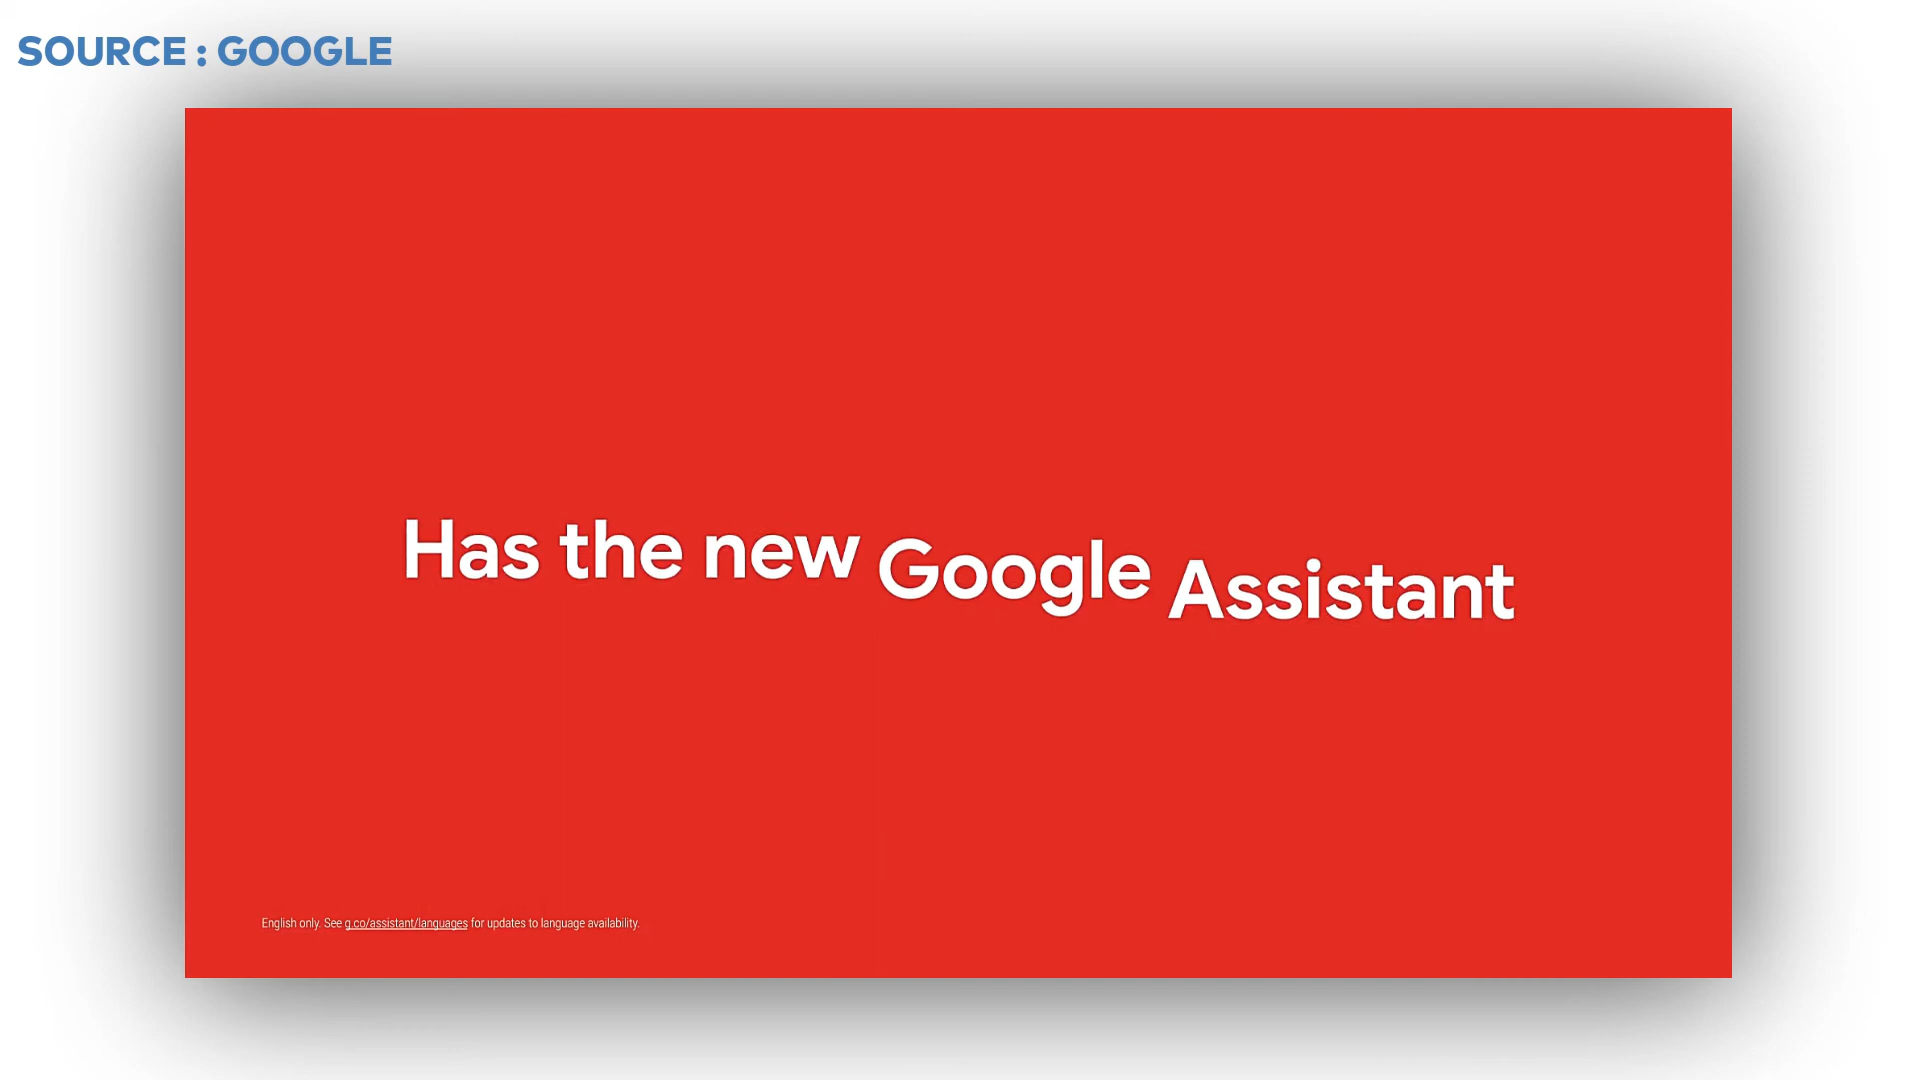 SOURCE : GOOGLE
Has the new Google Assistant
English only. See g.co/assistant/languages for updates to language availability.